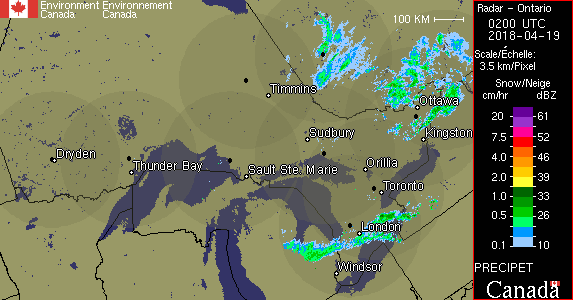 Environment Environnement
Canada Canada
100 KM
Timmins
Ottawa
Sudbury
Kingston
Dryden
Thunder Bay
Sault Ste. Marie
Orillia
Toronto
London
Windsor
Radar - Ontario
0200 UTC
2018-04-19
Scale/Échelle:
3.5 km/Pixel
Snow/Neige
cm/hr dBZ
20 61
7.5 52
4.0 46
2.0 39
1.0 33
0.5 26
0.1 10
PRECIPET
Canada